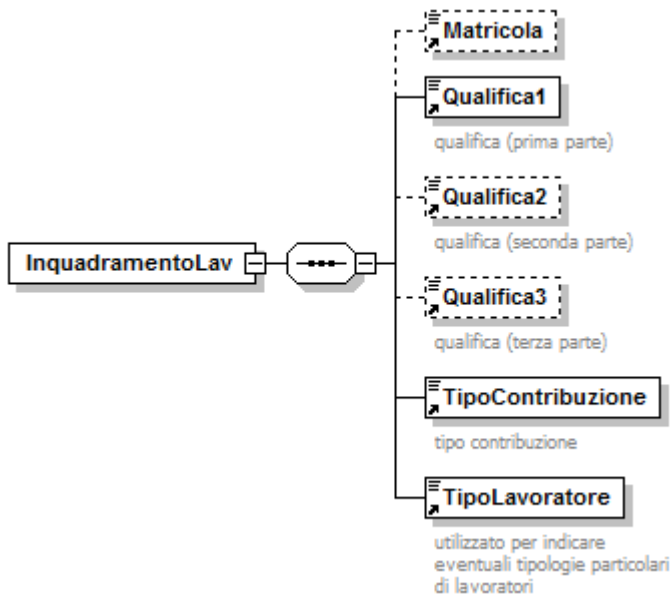 Matricola
Qualifica1
qualifica (prima parte)
Qualifica2
qualifica (seconda parte)
InquadramentoLav
Qualifica3
qualifica (terza parte)
TipoContribuzione
tipo contribuzione
TipoLavoratore
utilizzato per indicare
eventuali tipologie particolari
di lavoratori